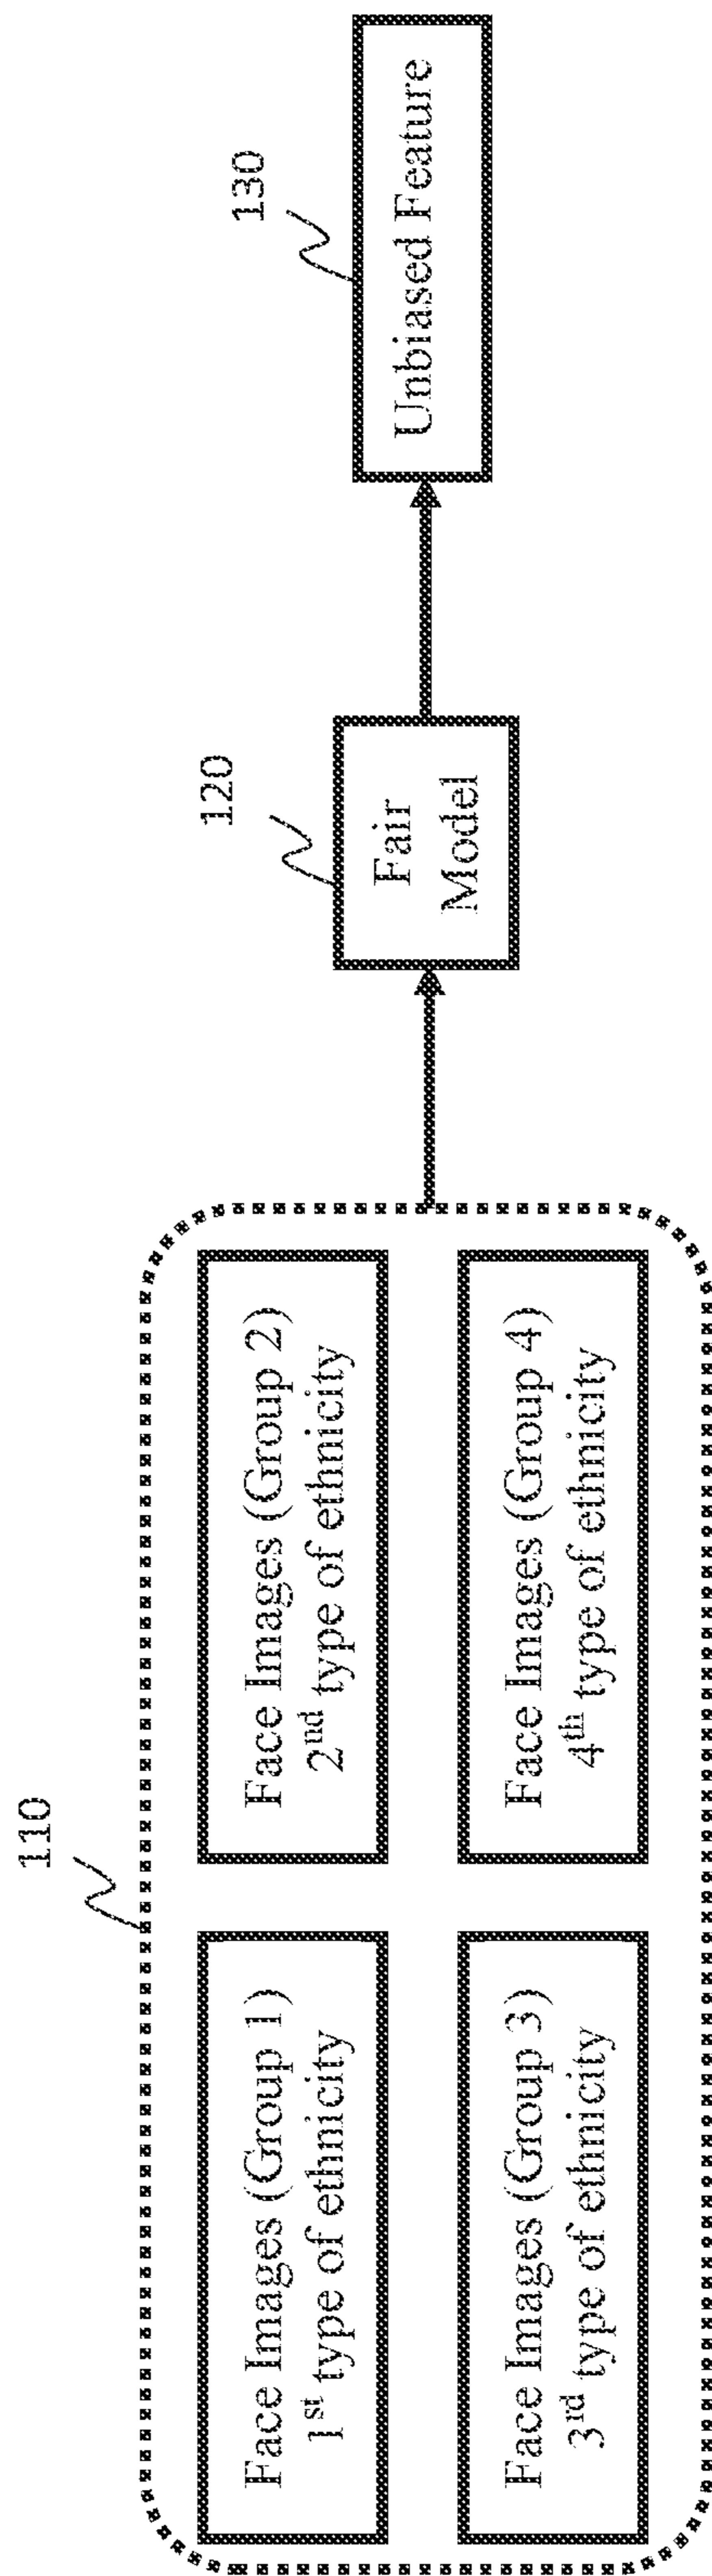 110
Face Images (Group 1)
1st type of ethnicity
Face Images (Group 2)
2nd type of ethnicity
Face Images (Group 3)
3rd type of ethnicity
Face Images (Group 4)
4th type of ethnicity
120
Fair
Model
130
Unbiased Feature